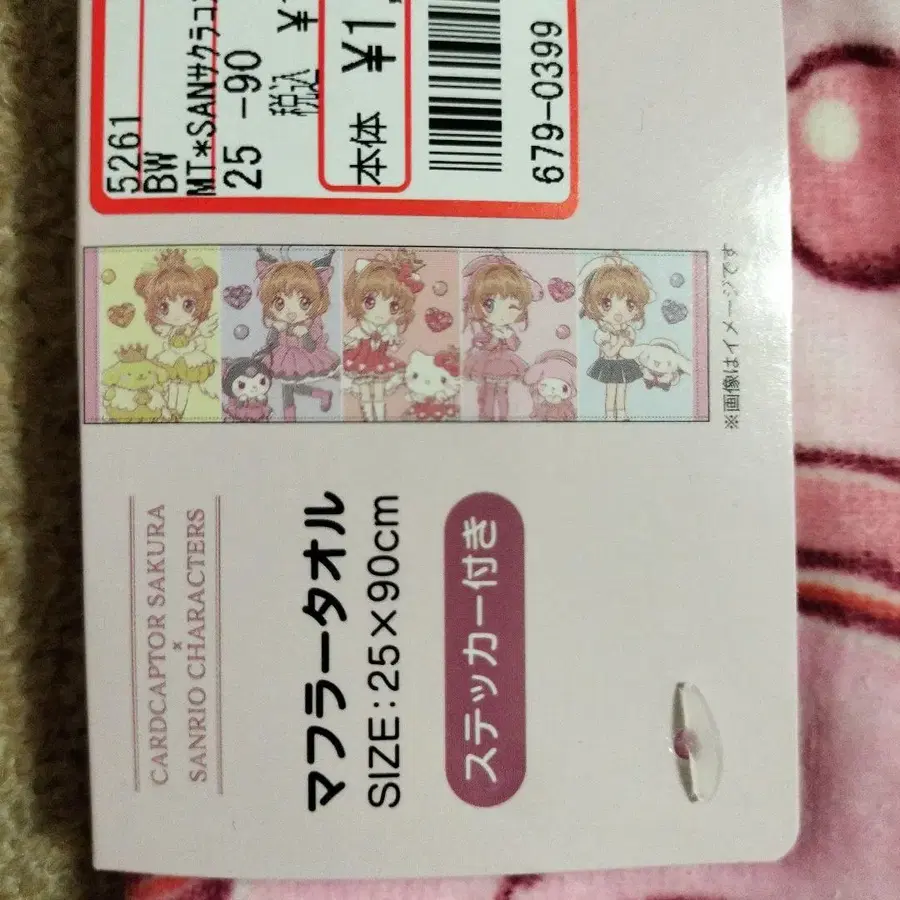 5261
BW
MT*SANサクラコ
25 -90
税込 ¥
本体 ¥1,
679-0399
※画像はイメージです
CARDCAPTOR SAKURA
×
SANRIO CHARACTERS
マフラータオル
SIZE:25×90cm
ステッカー付き